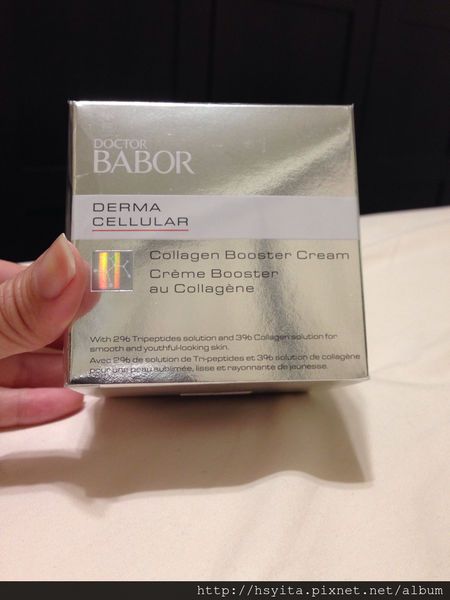 DOCTOR
BABOR
DERMA
CELLULAR
Collagen Booster Cream
Crème Booster
au Collagène
With 2% Tripeptides solution and 3% Collagen solution for
smooth and youthful-looking skin.
Avec 2% de solution de Tri-peptides et 3% solution de collagène
pour une peau sublimée, lisse et rayonnante de jeunesse.
http://hsyita.pixnet.net/album